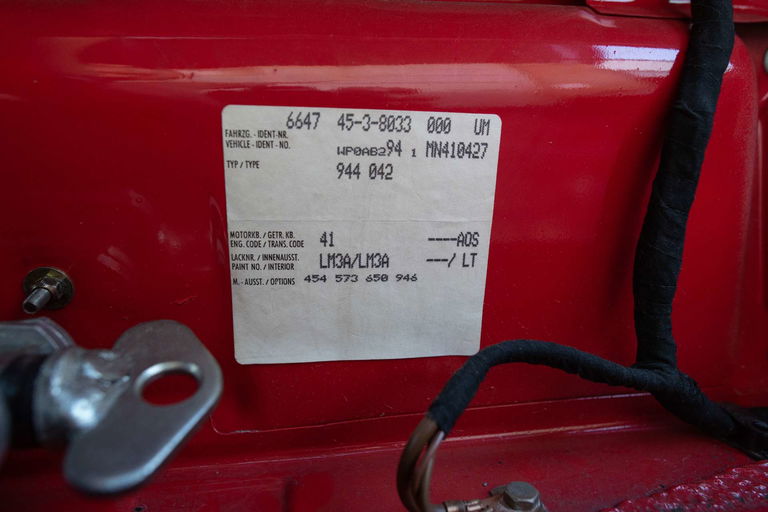 6647 45-3-8033 000 UM
FAHRZG. - IDENT-NR.
VEHICLE - IDENT - NO. WP0AB294 1 MN410427
TYP / TYPE 944 042
MOTORKB. / GETR. KB.
ENG. CODE / TRANS. CODE 41 ----AOS
LACKNR. / INNENAUSST.
PAINT NO. / INTERIOR LM3A/LM3A ---/ LT
M. - AUSST. / OPTIONS 454 573 650 946